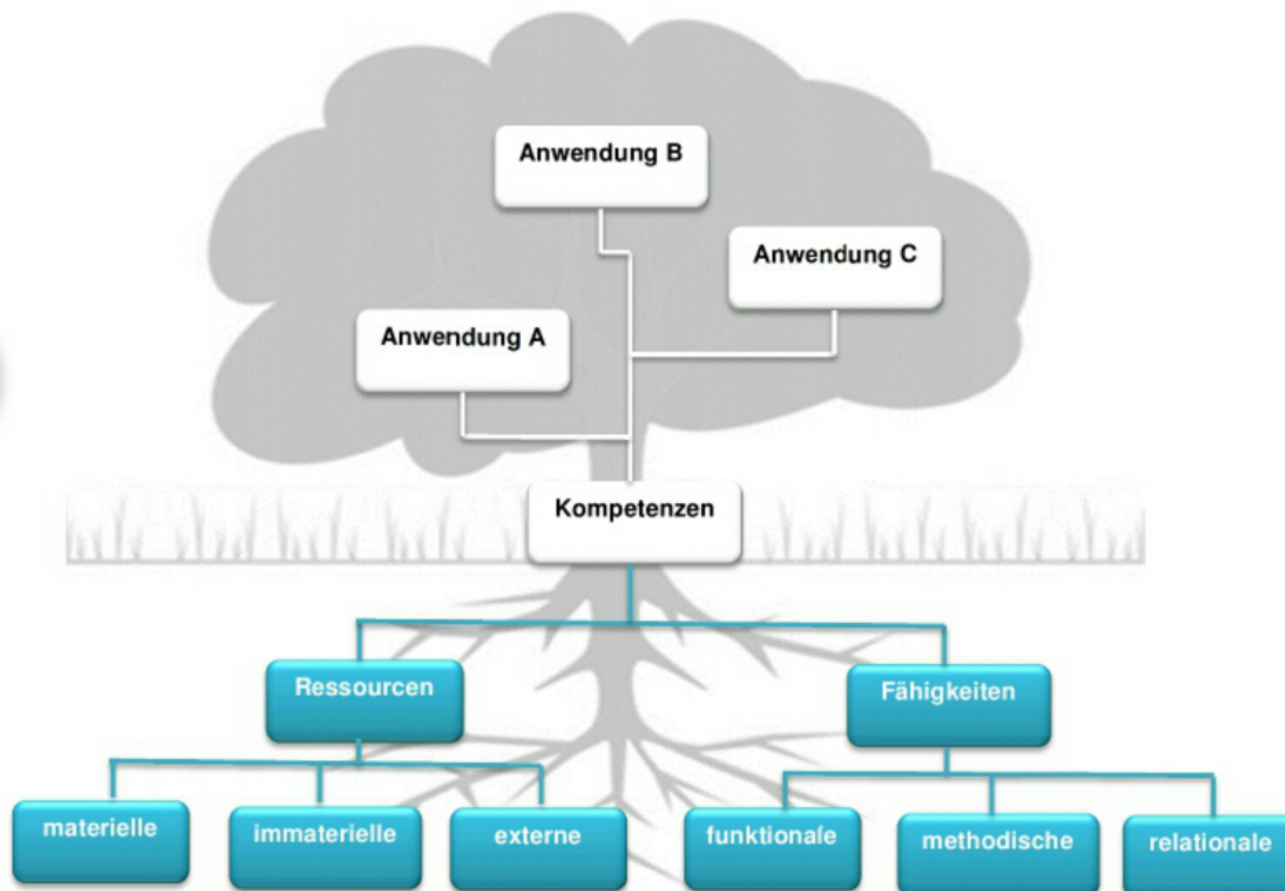 Anwendung B
Anwendung C
Anwendung A
Kompetenzen
Ressourcen
Fähigkeiten
materielle
immaterielle
externe
funktionale
methodische
relationale